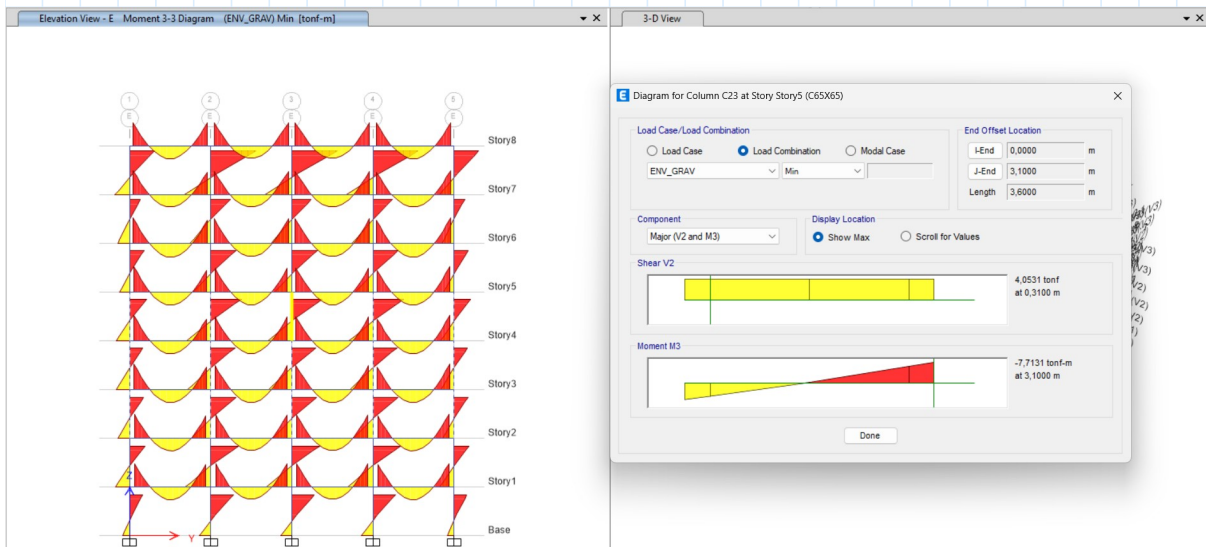 Elevation View - E Moment 3-3 Diagram (ENV_GRAV) Min [tonf-m]
3-D View
1 2 3 4 5
E E E E E
Story8
Story7
Story6
Story5
Story4
Story3
Story2
Story1
Base
Z
Y
E Diagram for Column C23 at Story Story5 (C65X65)
Load Case/Load Combination
Load Case Load Combination Modal Case
ENV_GRAV Min
End Offset Location
I-End 0,0000 m
J-End 3,1000 m
Length 3,6000 m
Component
Major (V2 and M3)
Display Location
Show Max Scroll for Values
Shear V2
4,0531 tonf
at 0,3100 m
Moment M3
-7,7131 tonf-m
at 3,1000 m
Done